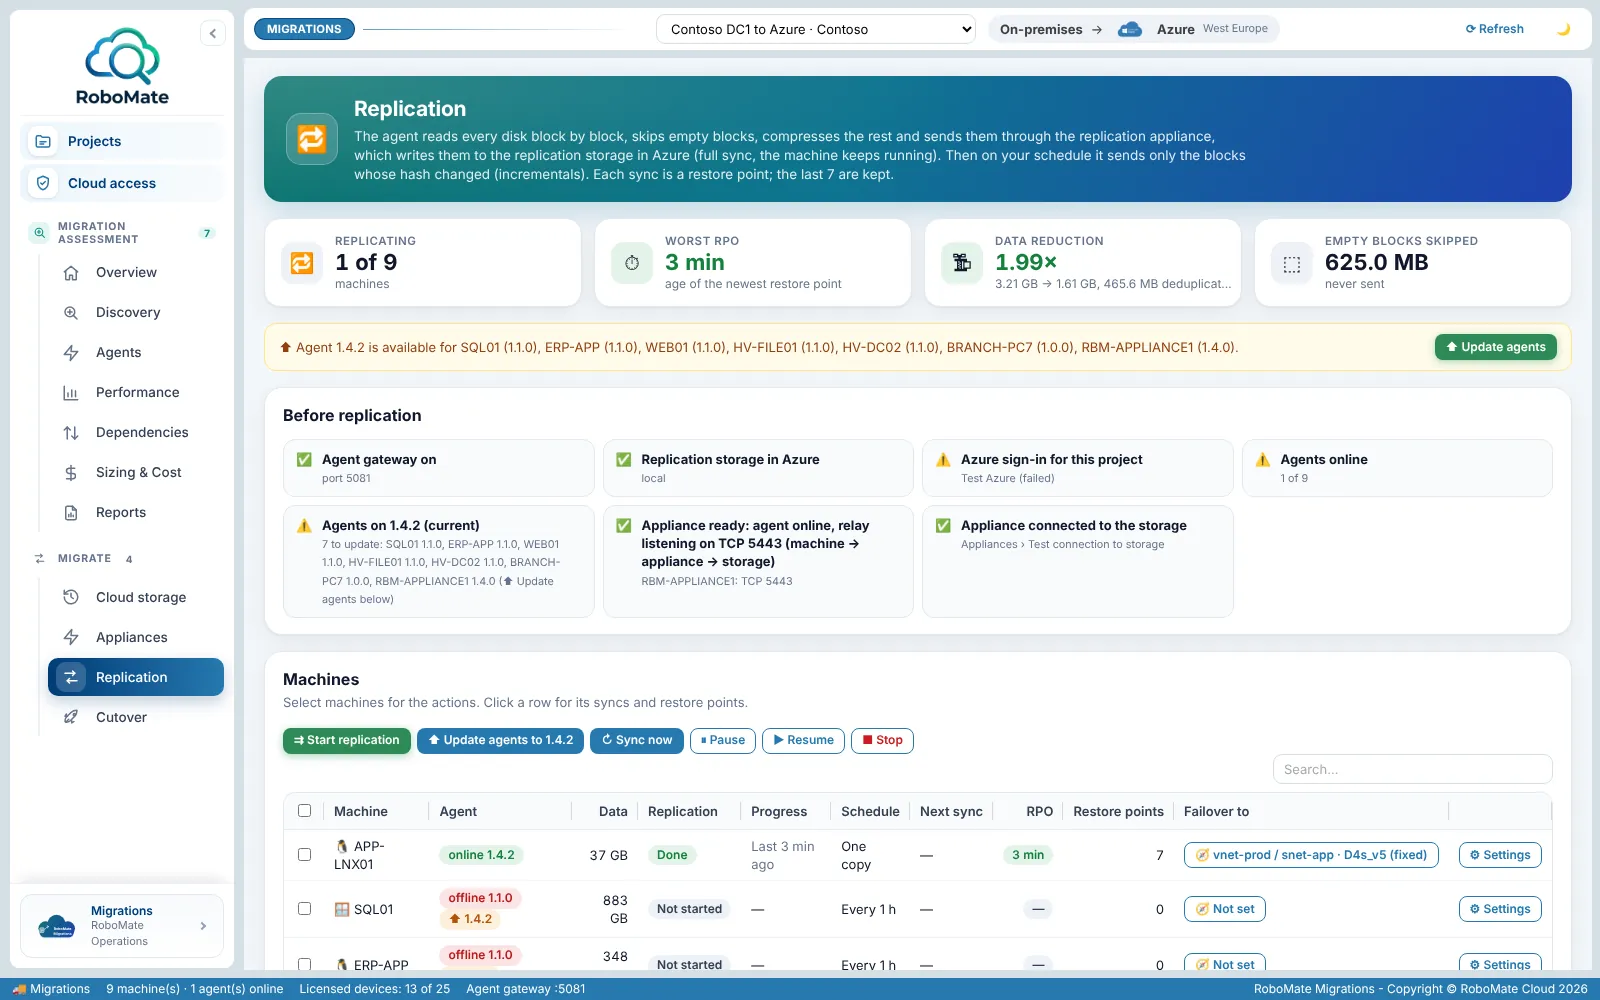 RoboMate
Projects
Cloud access
MIGRATION ASSESSMENT 7
Overview
Discovery
Agents
Performance
Dependencies
Sizing & Cost
Reports
MIGRATE 4
Cloud storage
Appliances
Replication
Cutover
Migrations
RoboMate
Operations
MIGRATIONS
Contoso DC1 to Azure · Contoso
On-premises → Azure West Europe
⟳ Refresh
Replication
The agent reads every disk block by block, skips empty blocks, compresses the rest and sends them through the replication appliance,
which writes them to the replication storage in Azure (full sync, the machine keeps running). Then on your schedule it sends only the blocks
whose hash changed (incrementals). Each sync is a restore point; the last 7 are kept.
REPLICATING
1 of 9
machines
WORST RPO
3 min
age of the newest restore point
DATA REDUCTION
1.99×
3.21 GB → 1.61 GB, 465.6 MB deduplicat...
EMPTY BLOCKS SKIPPED
625.0 MB
never sent
Agent 1.4.2 is available for SQL01 (1.1.0), ERP-APP (1.1.0), WEB01 (1.1.0), HV-FILE01 (1.1.0), HV-DC02 (1.1.0), BRANCH-PC7 (1.0.0), RBM-APPLIANCE1 (1.4.0).
Update agents
Before replication
Agent gateway on
port 5081
Replication storage in Azure
local
Azure sign-in for this project
Test Azure (failed)
Agents online
1 of 9
Agents on 1.4.2 (current)
7 to update: SQL01 1.1.0, ERP-APP 1.1.0, WEB01
1.1.0, HV-FILE01 1.1.0, HV-DC02 1.1.0, BRANCH-
PC7 1.0.0, RBM-APPLIANCE1 1.4.0 (⬆ Update
agents below)
Appliance ready: agent online, relay
listening on TCP 5443 (machine →
appliance → storage)
RBM-APPLIANCE1: TCP 5443
Appliance connected to the storage
Appliances › Test connection to storage
Machines
Select machines for the actions. Click a row for its syncs and restore points.
Start replication
Update agents to 1.4.2
Sync now
Pause
Resume
Stop
Search...
Machine Agent Data Replication Progress Schedule Next sync RPO Restore points Failover to
APP-LNX01 online 1.4.2 37 GB Done Last 3 min ago One copy — 3 min 7 vnet-prod / snet-app · D4s_v5 (fixed) Settings
SQL01 offline 1.1.0 ⬆ 1.4.2 883 GB Not started — Every 1 h — — 0 Not set Settings
ERP-APP offline 1.1.0 348 Not started — Every 1 h — — 0 Not set Settings
Migrations 9 machine(s) · 1 agent(s) online Licensed devices: 13 of 25 Agent gateway :5081
RoboMate Migrations - Copyright © RoboMate Cloud 2026